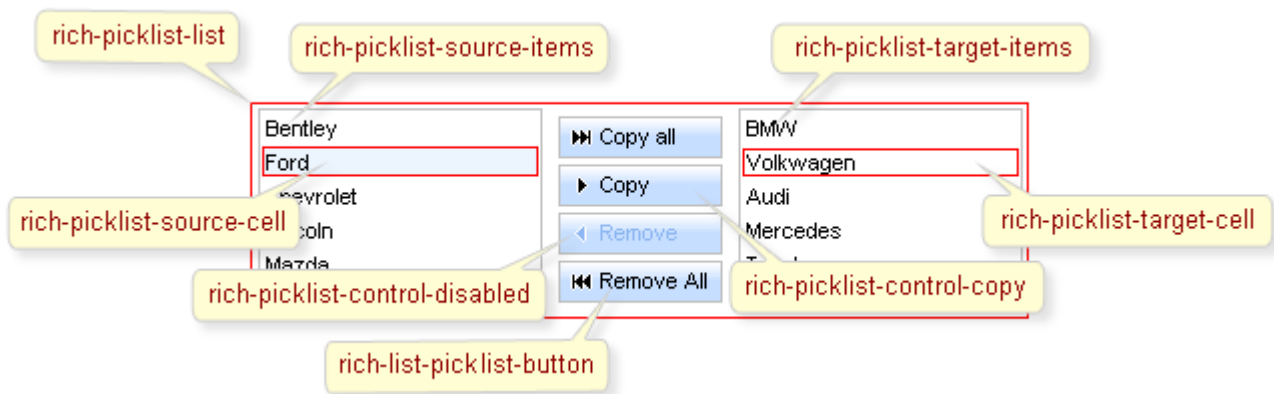 rich-picklist-list
rich-picklist-source-items
rich-picklist-target-items
Bentley
Ford
Copy all
Copy
Remove
Remove All
BMW
Volkwagen
Audi
Mercedes
Mazda
rich-picklist-source-cell
rich-picklist-target-cell
rich-picklist-control-disabled
rich-picklist-control-copy
rich-list-picklist-button